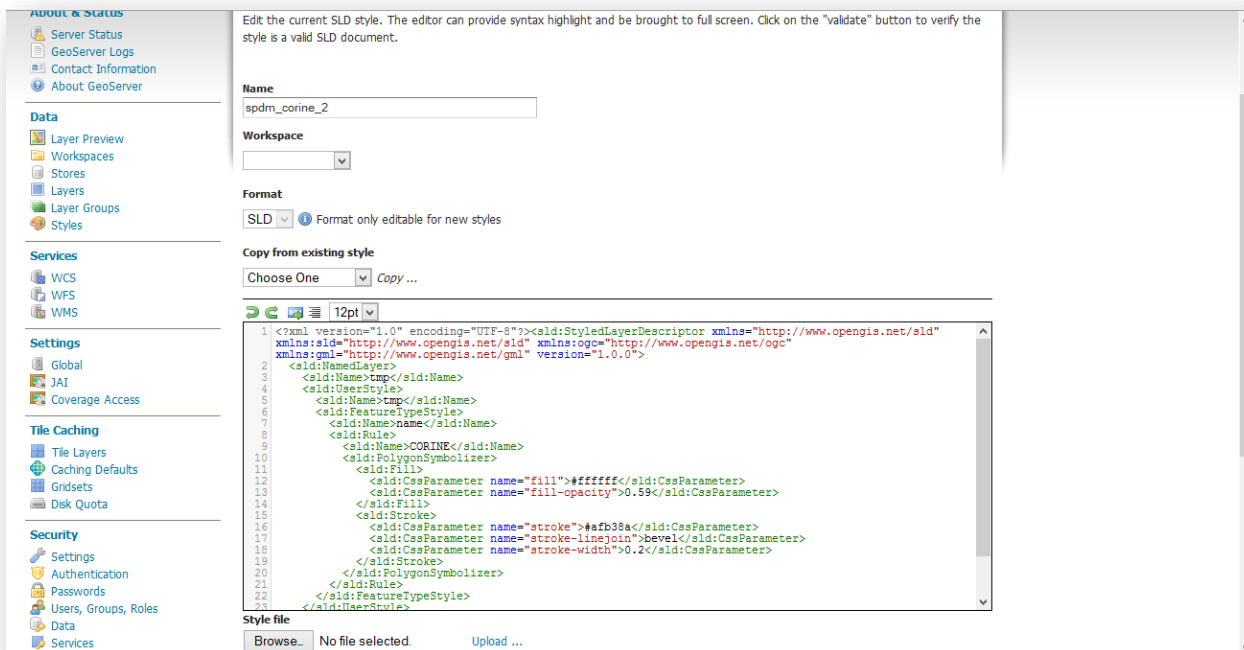 About & Status
Server Status
GeoServer Logs
Contact Information
About GeoServer
Data
Layer Preview
Workspaces
Stores
Layers
Layer Groups
Styles
Services
WCS
WFS
WMS
Settings
Global
JAI
Coverage Access
Tile Caching
Tile Layers
Caching Defaults
Gridsets
Disk Quota
Security
Settings
Authentication
Passwords
Users, Groups, Roles
Data
Services
Edit the current SLD style. The editor can provide syntax highlight and be brought to full screen. Click on the "validate" button to verify the
style is a valid SLD document.
Name
spdm_corine_2
Workspace
Format
SLD Format only editable for new styles
Copy from existing style
Choose One Copy ...
12pt
1 <?xml version="1.0" encoding="UTF-8"?><sld:StyledLayerDescriptor xmlns="http://www.opengis.net/sld"
xmlns:sld="http://www.opengis.net/sld" xmlns:ogc="http://www.opengis.net/ogc"
xmlns:gml="http://www.opengis.net/gml" version="1.0.0">
2 <sld:NamedLayer>
3 <sld:Name>tmp</sld:Name>
4 <sld:UserStyle>
5 <sld:Name>tmp</sld:Name>
6 <sld:FeatureTypeStyle>
7 <sld:Name>name</sld:Name>
8 <sld:Rule>
9 <sld:Name>CORINE</sld:Name>
10 <sld:PolygonSymbolizer>
11 <sld:Fill>
12 <sld:CssParameter name="fill">#ffffff</sld:CssParameter>
13 <sld:CssParameter name="fill-opacity">0.59</sld:CssParameter>
14 </sld:Fill>
15 <sld:Stroke>
16 <sld:CssParameter name="stroke">#afb38a</sld:CssParameter>
17 <sld:CssParameter name="stroke-linejoin">bevel</sld:CssParameter>
18 <sld:CssParameter name="stroke-width">0.2</sld:CssParameter>
19 </sld:Stroke>
20 </sld:PolygonSymbolizer>
21 </sld:Rule>
22 </sld:FeatureTypeStyle>
23 </sld:UserStyle>
Style file
Browse_ No file selected. Upload ...